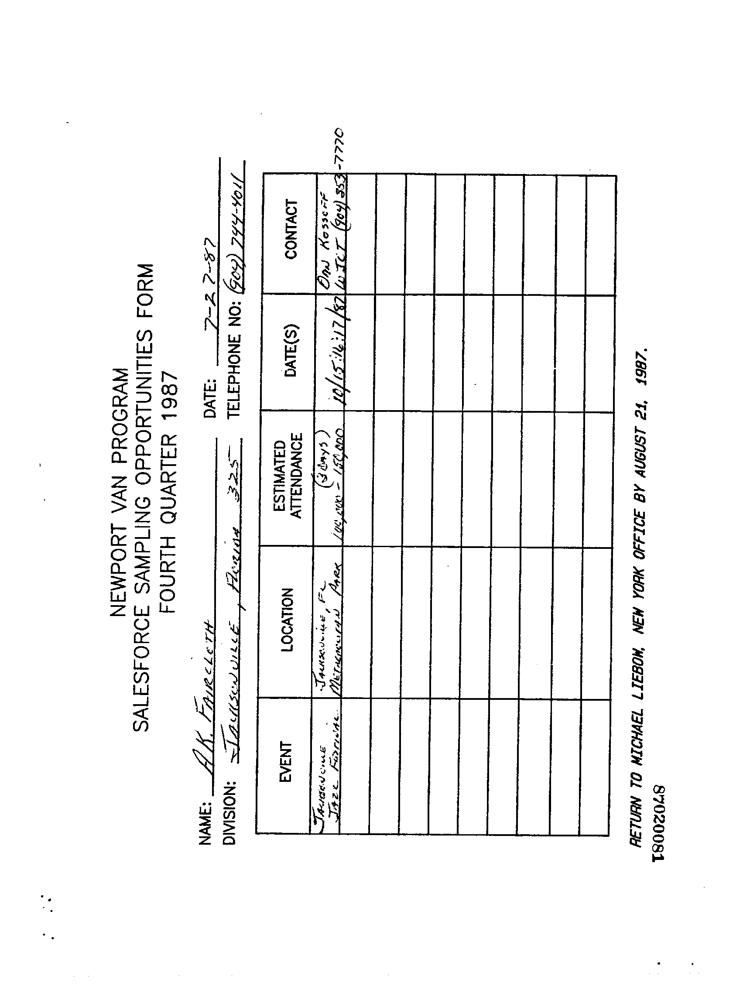 NEWPORT VAN PROGRAM
SALESFORCE SAMPLING OPPORTUNITIES FORM
FOURTH QUARTER 1987
NAME: A.K. FAIRCLOTH DATE: 7-27-87
DIVISION: JACKSONVILLE, FLORIDA 325 TELEPHONE NO: (904) 744-4011
EVENT LOCATION ESTIMATED ATTENDANCE DATE(S) CONTACT
JACKSONVILLE JACKSONVILLE, FL (3 DAYS) DAN KOSSOFF
JAZZ FESTIVAL METROPOLITAN PARK 100,000 - 150,000 10/15:16:17/87 WJCT (904) 353-7770
RETURN TO MICHAEL LIEBOW, NEW YORK OFFICE BY AUGUST 21, 1987.
87020081